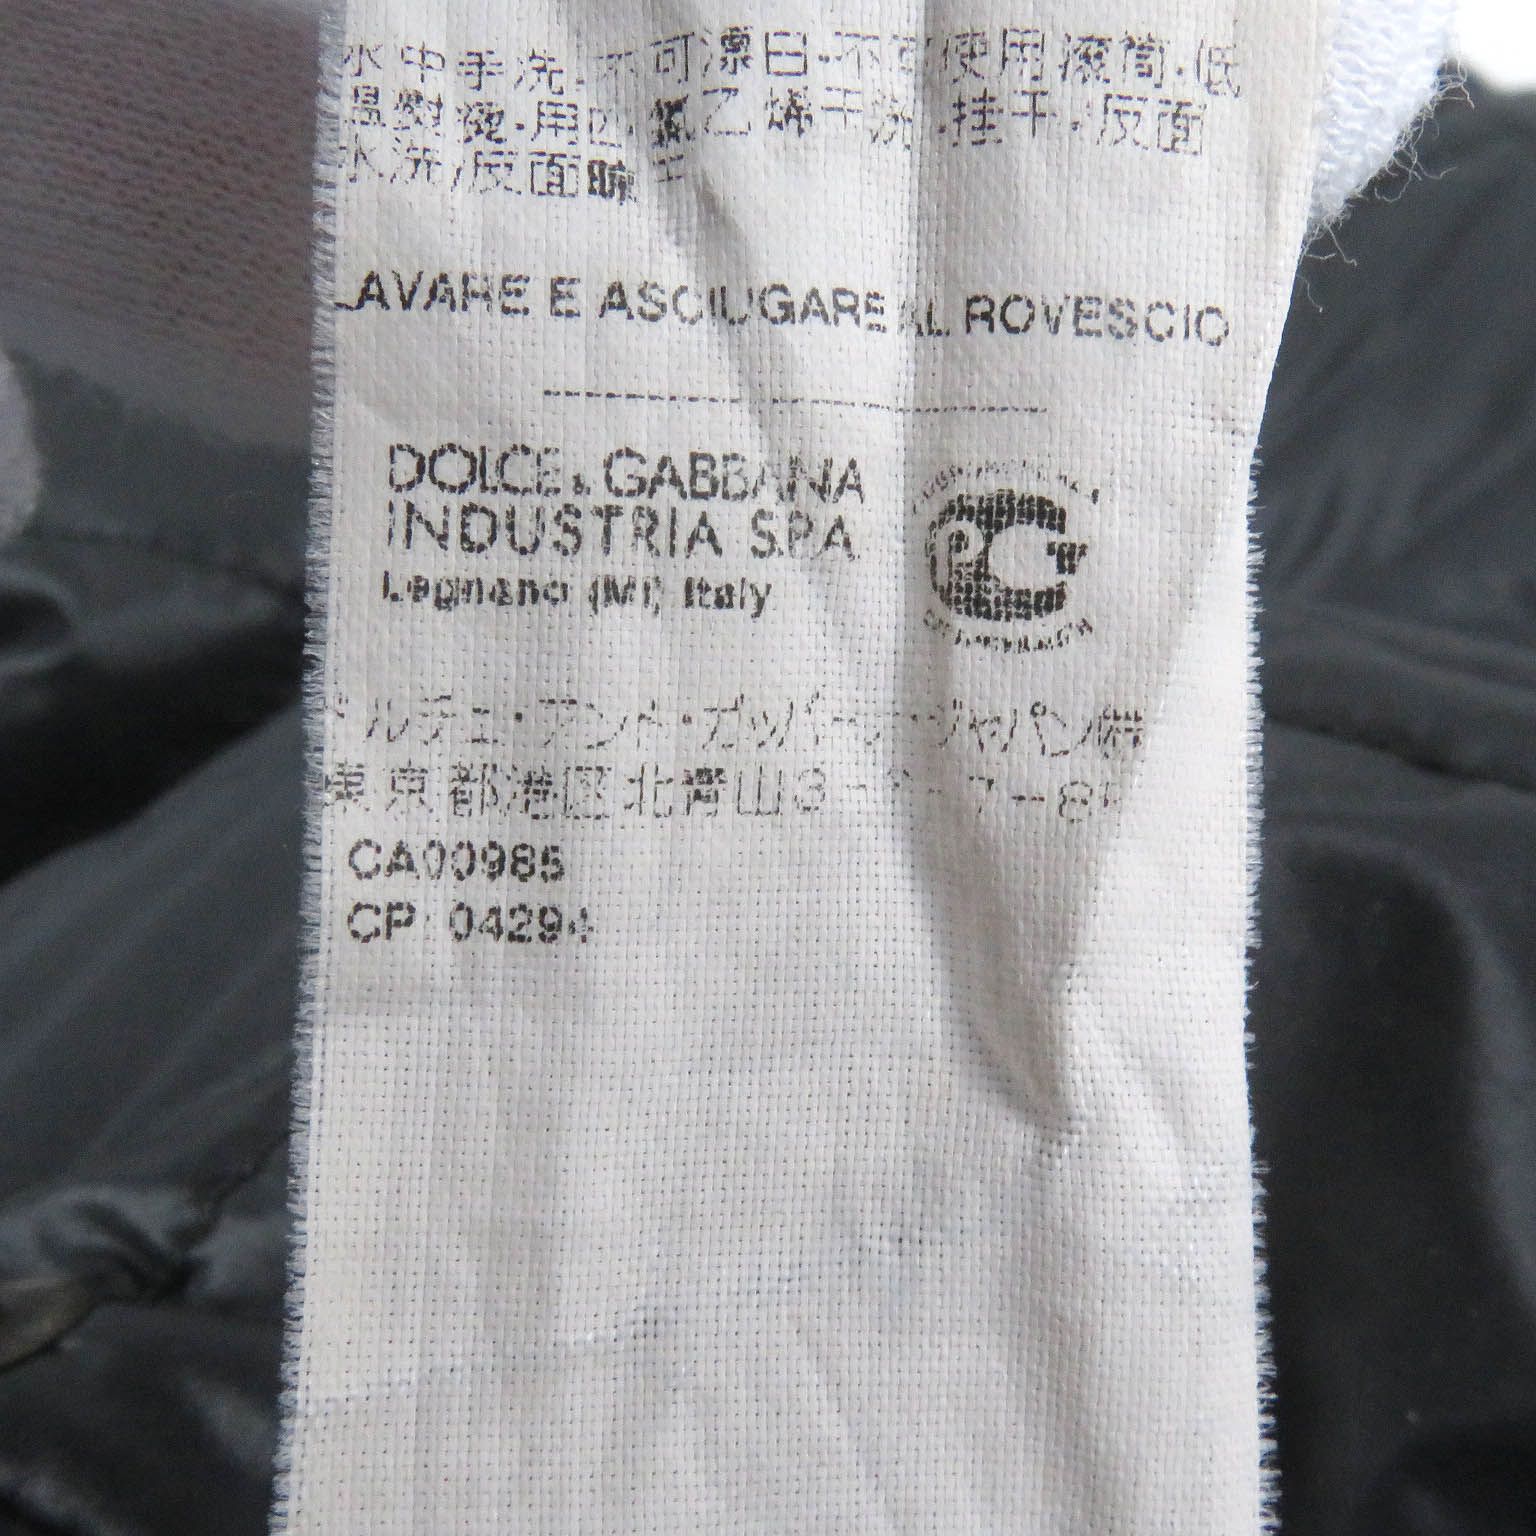 水中手洗·不可漂白·不可使用滚筒·低
温熨烫·用四氯乙烯干洗·挂干·反面
水洗/反面晾干
LAVARE E ASCIUGARE AL ROVESCIO
DOLCE & GABBANA
INDUSTRIA S.P.A.
Legnano (MI) Italy
ドルチェ・アンド・ガッバーナ・ジャパン㈱
東京都港区北青山3
CA00985
CP 04294